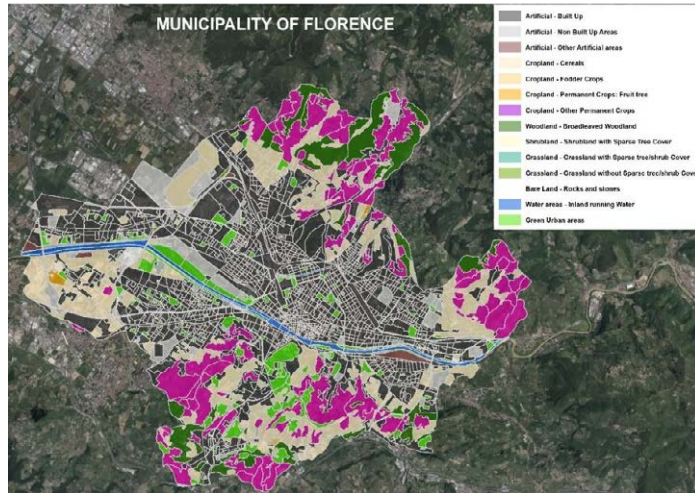 MUNICIPALITY OF FLORENCE
Artificial - Built Up
Artificial - Non Built Up Areas
Artificial - Other Artificial areas
Cropland - Cereals
Cropland - Fodder Crops
Cropland - Permanent Crops: Fruit tree
Cropland - Other Permanent Crops
Woodland - Broadleaved Woodland
Shrubland - Shrubland with Sparse Tree Cover
Grassland - Grassland with Sparse tree/shrub Cover
Grassland - Grassland without Sparse tree/shrub Cove
Bare Land - Rocks and stones
Water areas - Inland running Water
Green Urban areas